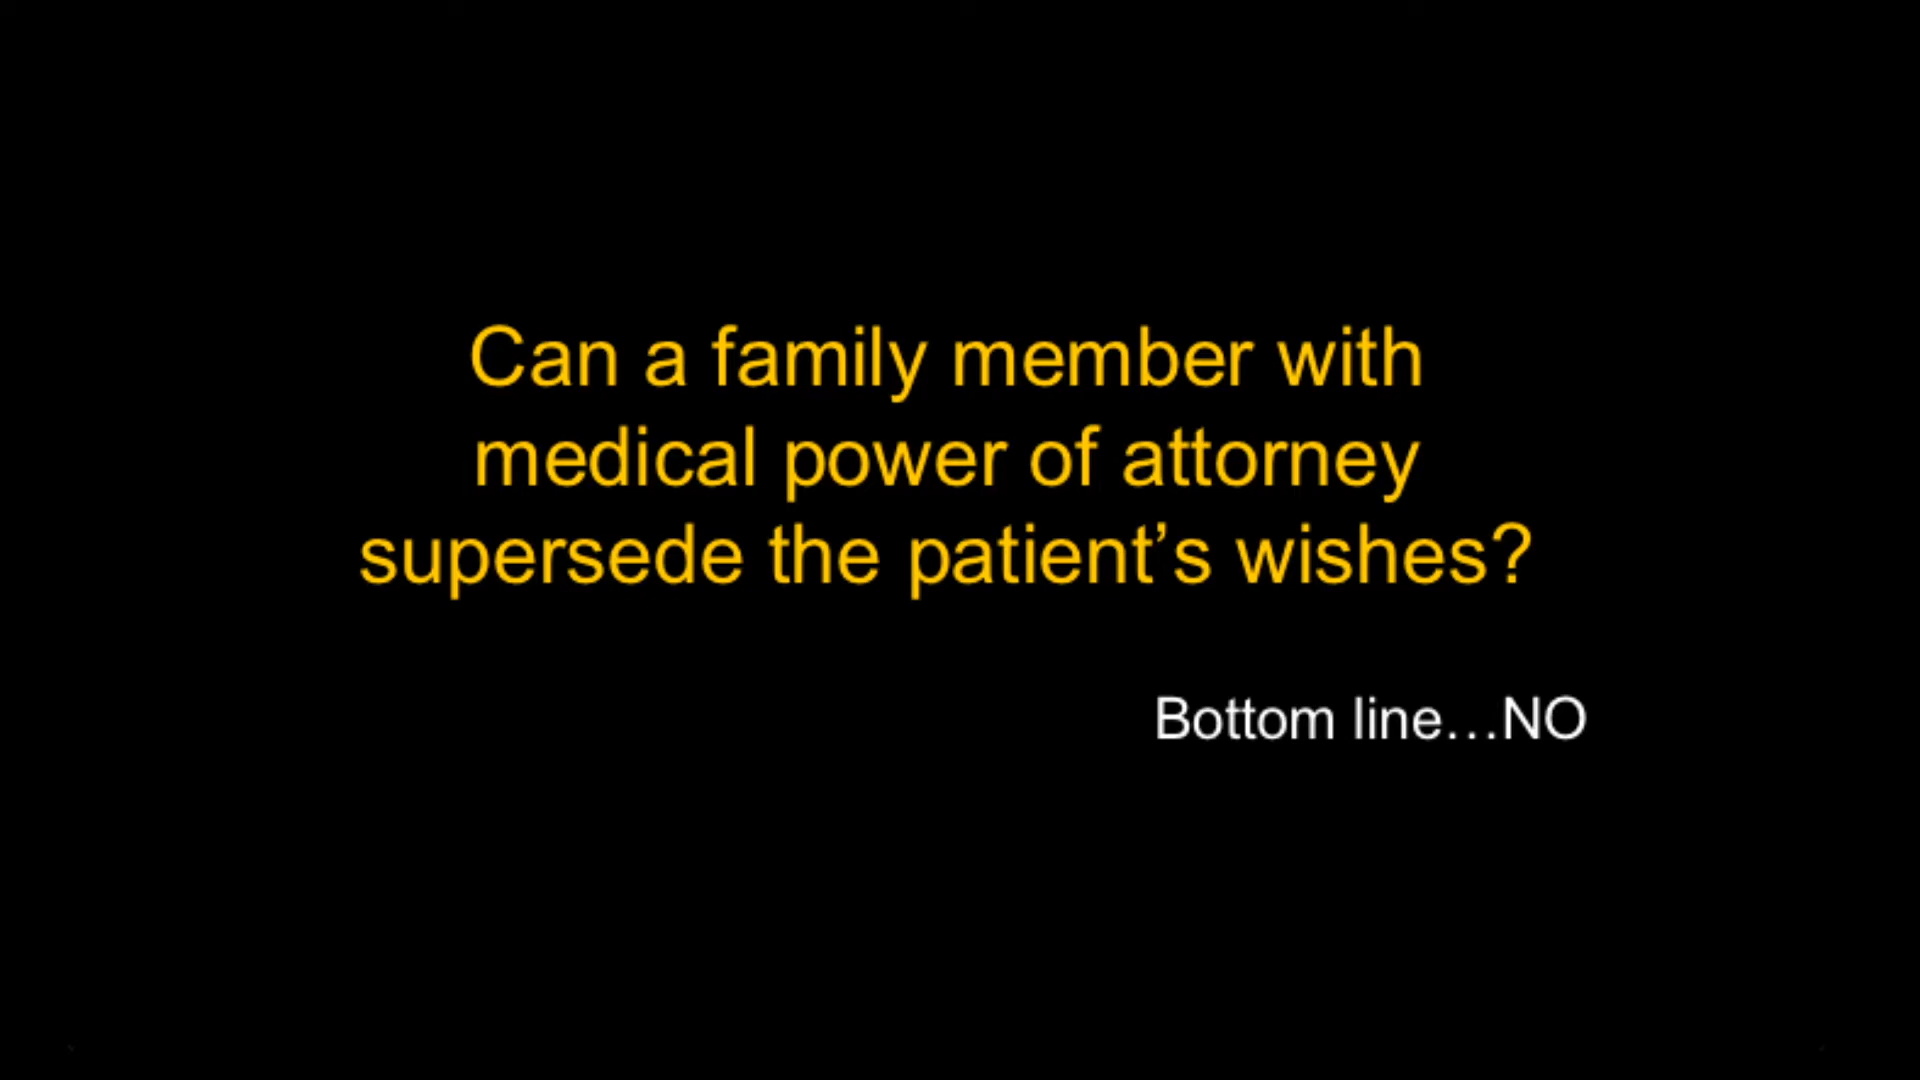 Can a family member with
medical power of attorney
supersede the patient’s wishes?
Bottom line…NO